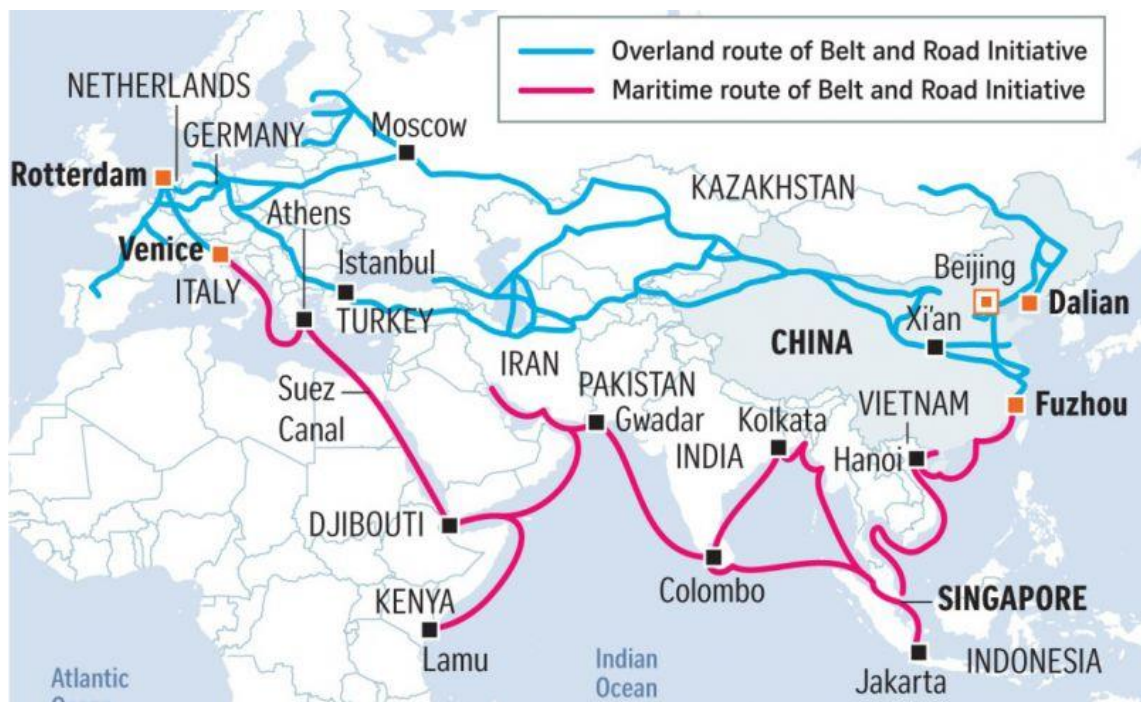 Overland route of Belt and Road Initiative
Maritime route of Belt and Road Initiative
NETHERLANDS
GERMANY
Moscow
Rotterdam
KAZAKHSTAN
Athens
Venice
Istanbul
Beijing
ITALY
TURKEY
Dalian
Xi'an
CHINA
IRAN
Suez
Canal
PAKISTAN
Gwadar
Kolkata
VIETNAM
Fuzhou
INDIA
Hanoi
DJIBOUTI
Colombo
SINGAPORE
KENYA
Lamu
Indian
Ocean
INDONESIA
Jakarta
Atlantic